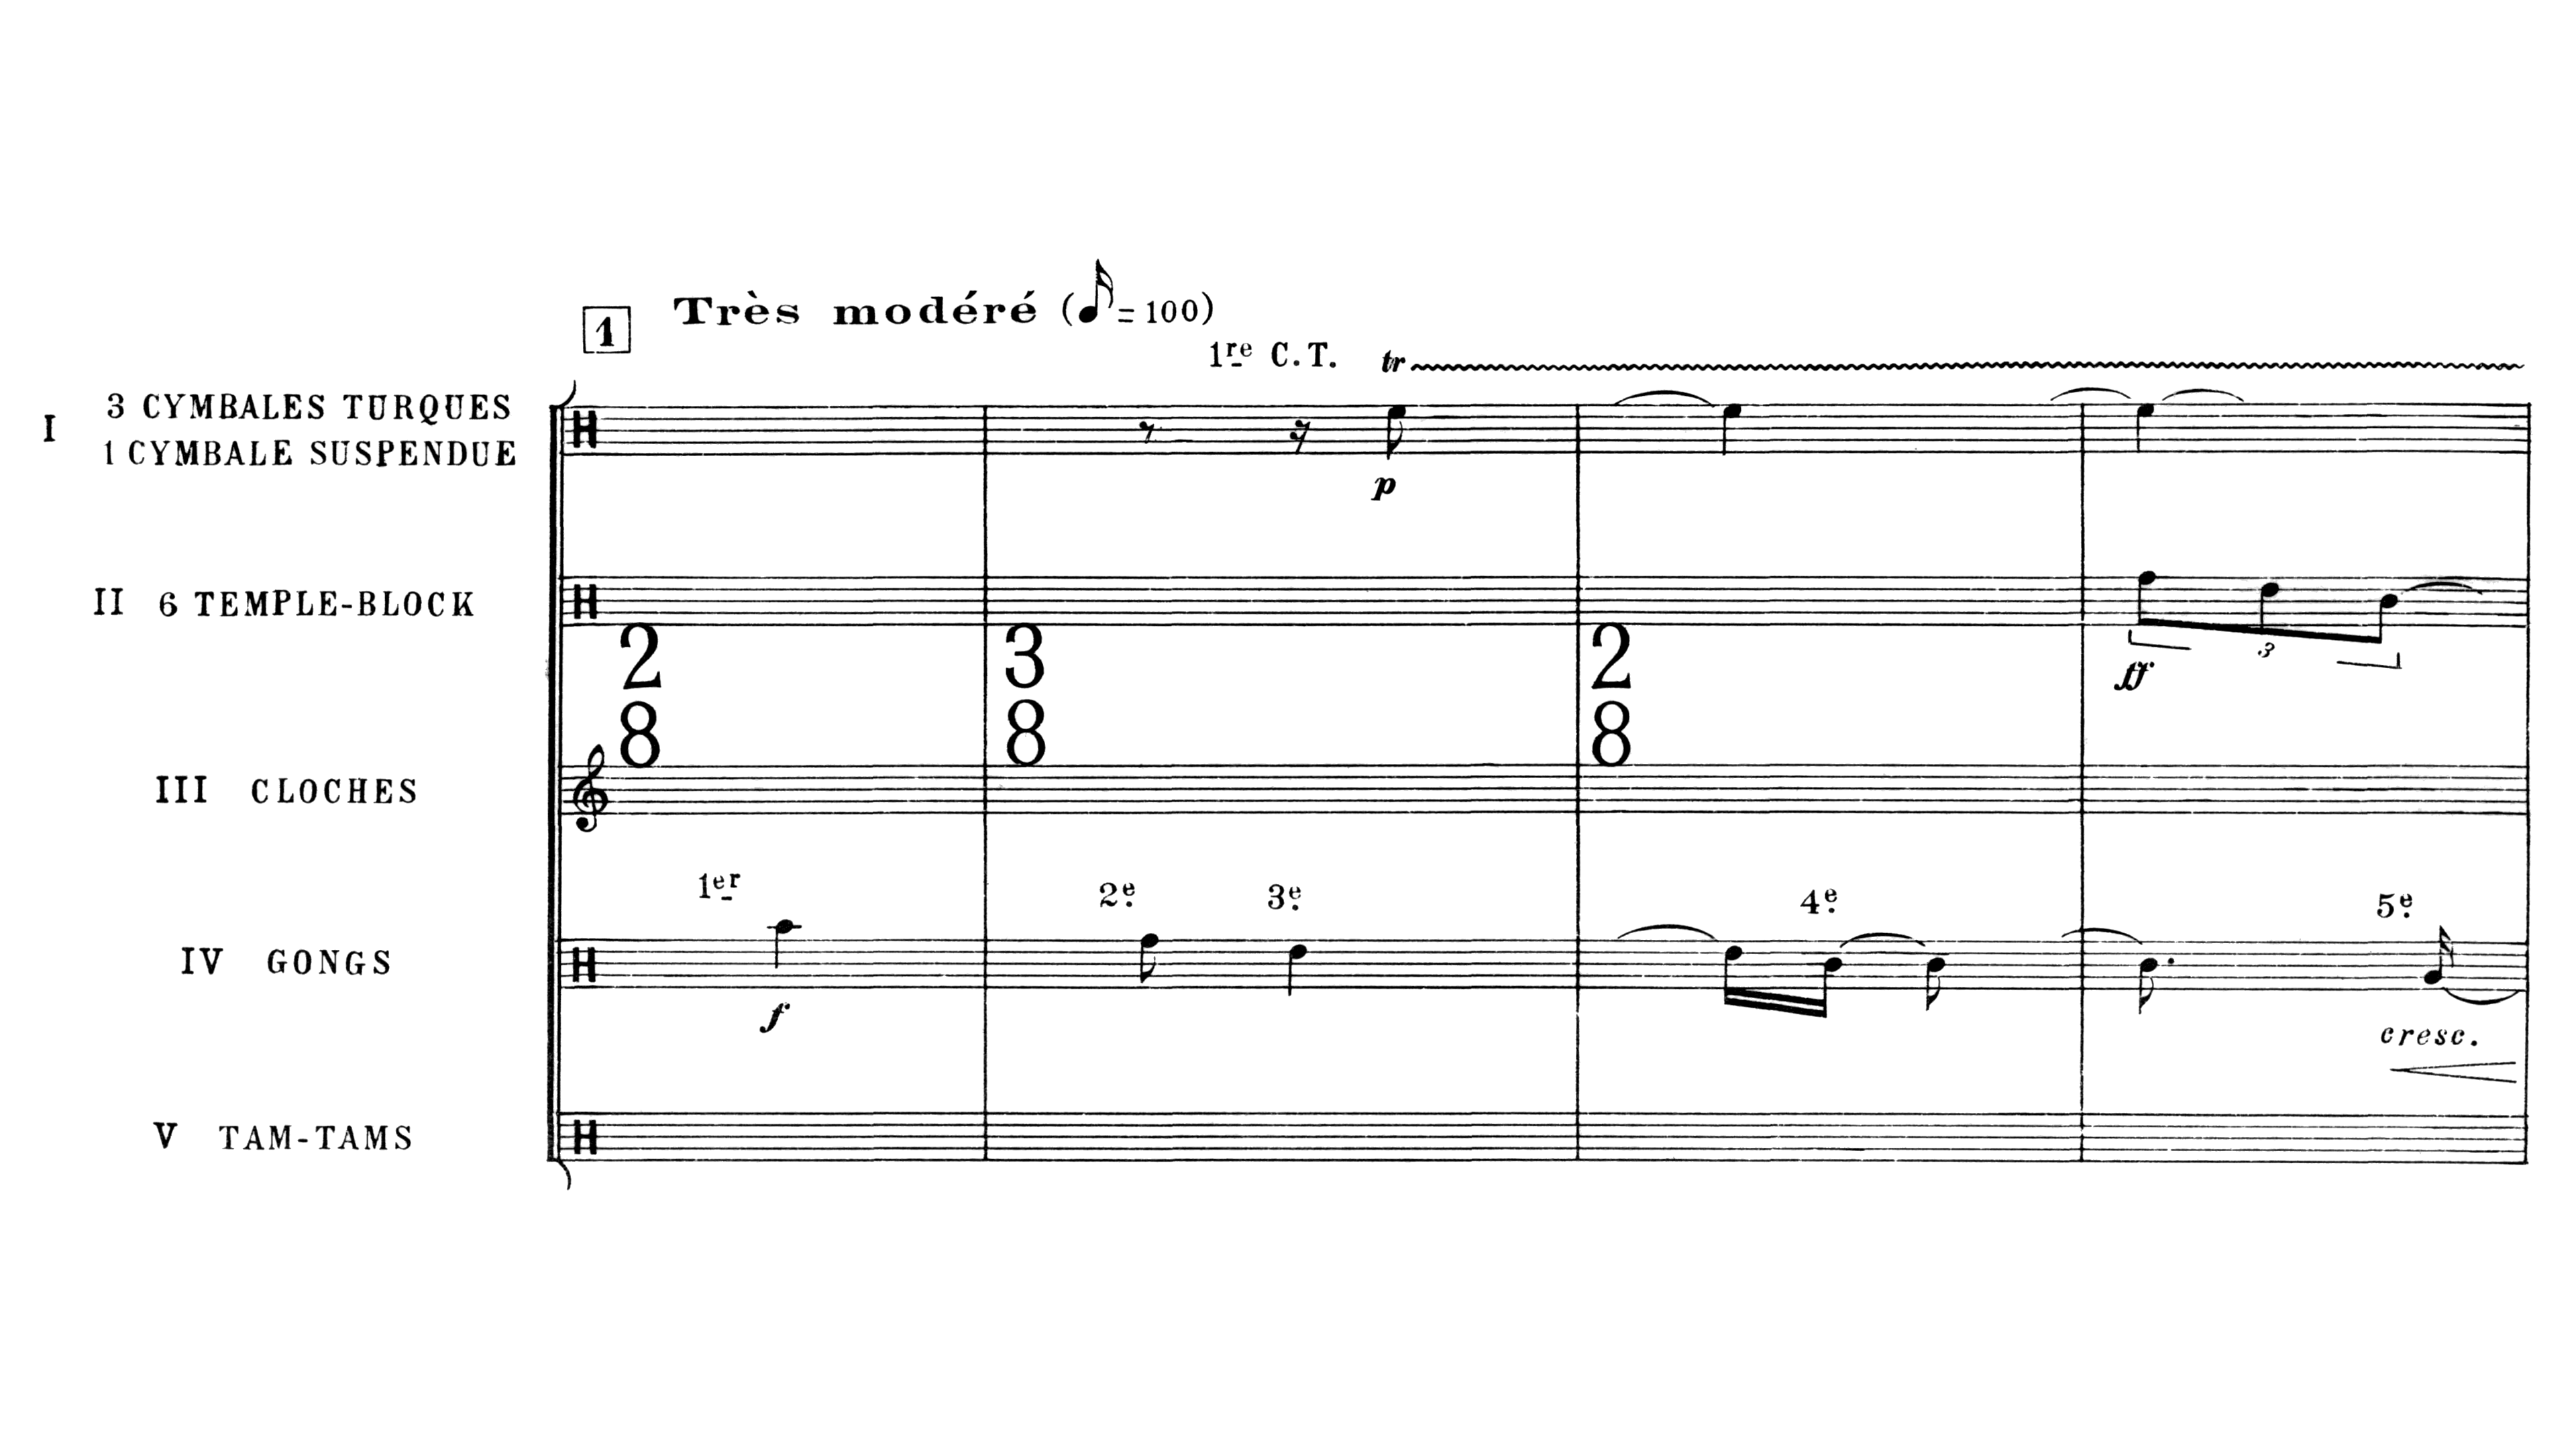 1 Très modéré (𝅘𝅥𝅯 = 100)
1re C.T. tr
I 3 CYMBALES TURQUES
1 CYMBALE SUSPENDUE
p
II 6 TEMPLE-BLOCK
3
ff
2 3 2
8 8 8
III CLOCHES
1er 2e 3e 4e 5e
IV GONGS
f
cresc.
V TAM-TAMS